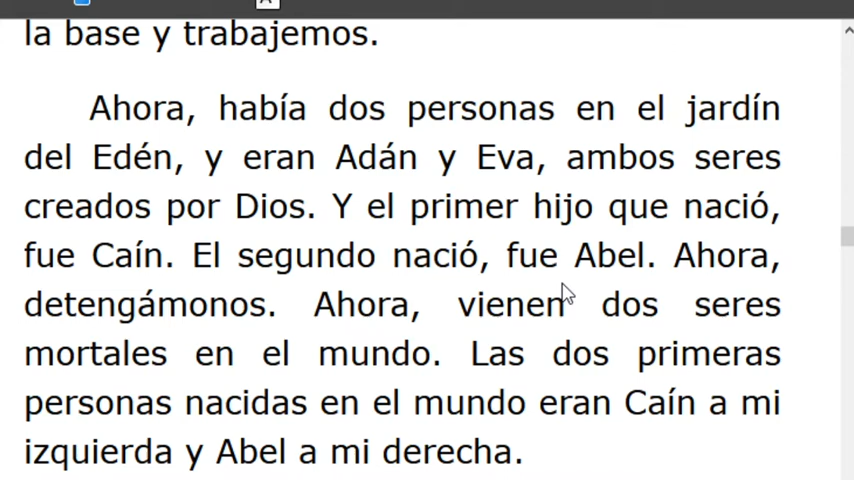 la base y trabajemos.
Ahora, había dos personas en el jardín
del Edén, y eran Adán y Eva, ambos seres
creados por Dios. Y el primer hijo que nació,
fue Caín. El segundo nació, fue Abel. Ahora,
detengámonos. Ahora, vienen dos seres
mortales en el mundo. Las dos primeras
personas nacidas en el mundo eran Caín a mi
izquierda y Abel a mi derecha.